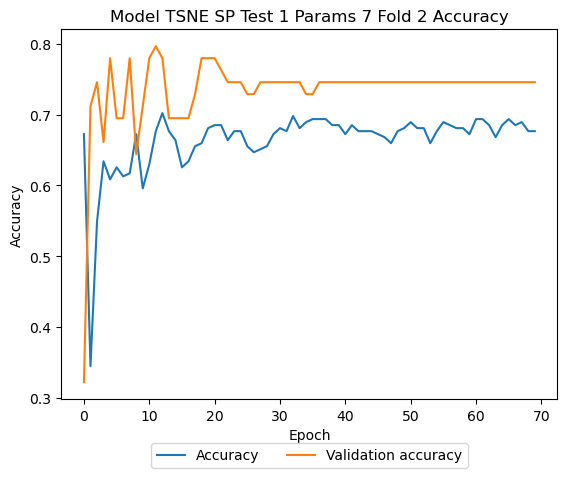 Model TSNE SP Test 1 Params 7 Fold 2 Accuracy
0.8
0.7
0.6
0.5
0.4
0.3
Accuracy
0 10 20 30 40 50 60 70
Epoch
Accuracy Validation accuracy